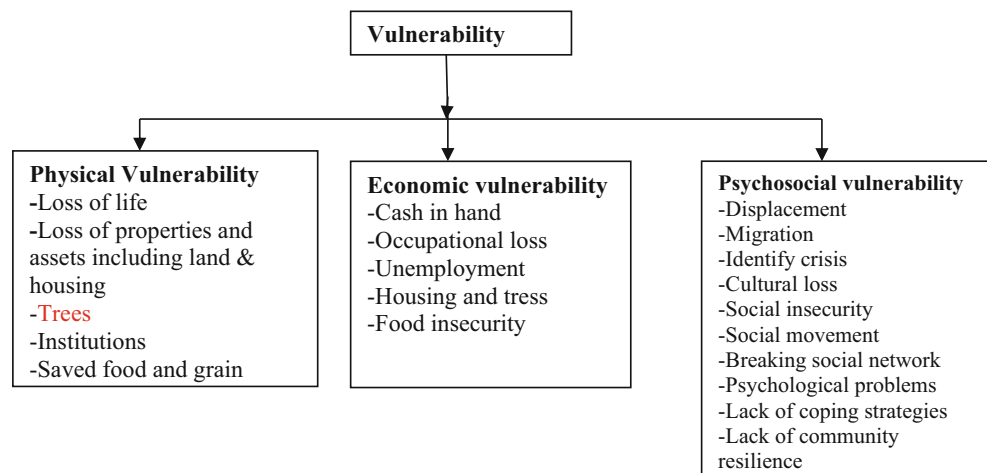 Vulnerability
Physical Vulnerability
-Loss of life
-Loss of properties and
assets including land &
housing
-Trees
-Institutions
-Saved food and grain
Economic vulnerability
-Cash in hand
-Occupational loss
-Unemployment
-Housing and tress
-Food insecurity
Psychosocial vulnerability
-Displacement
-Migration
-Identify crisis
-Cultural loss
-Social insecurity
-Social movement
-Breaking social network
-Psychological problems
-Lack of coping strategies
-Lack of community
resilience